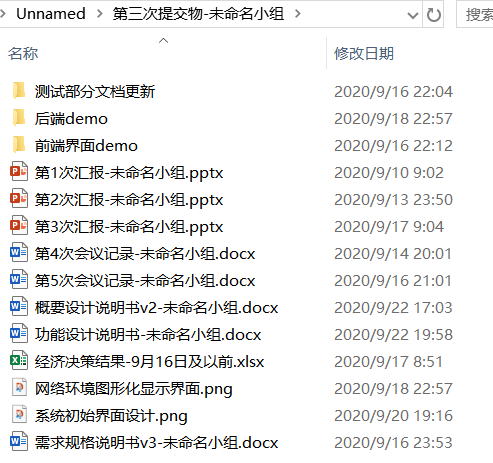 Unnamed 第三次提交物-未命名小组 搜索
名称 修改日期
测试部分文档更新 2020/9/16 22:04
后端demo 2020/9/18 22:57
前端界面demo 2020/9/16 22:12
第1次汇报-未命名小组.pptx 2020/9/10 9:02
第2次汇报-未命名小组.pptx 2020/9/13 23:50
第3次汇报-未命名小组.pptx 2020/9/17 9:04
第4次会议记录-未命名小组.docx 2020/9/14 20:01
第5次会议记录-未命名小组.docx 2020/9/16 21:01
概要设计说明书v2-未命名小组.docx 2020/9/22 17:03
功能设计说明书-未命名小组.docx 2020/9/22 19:58
经济决策结果-9月16日及以前.xlsx 2020/9/17 8:51
网络环境图形化显示界面.png 2020/9/18 22:57
系统初始界面设计.png 2020/9/20 19:16
需求规格说明书v3-未命名小组.docx 2020/9/16 23:53